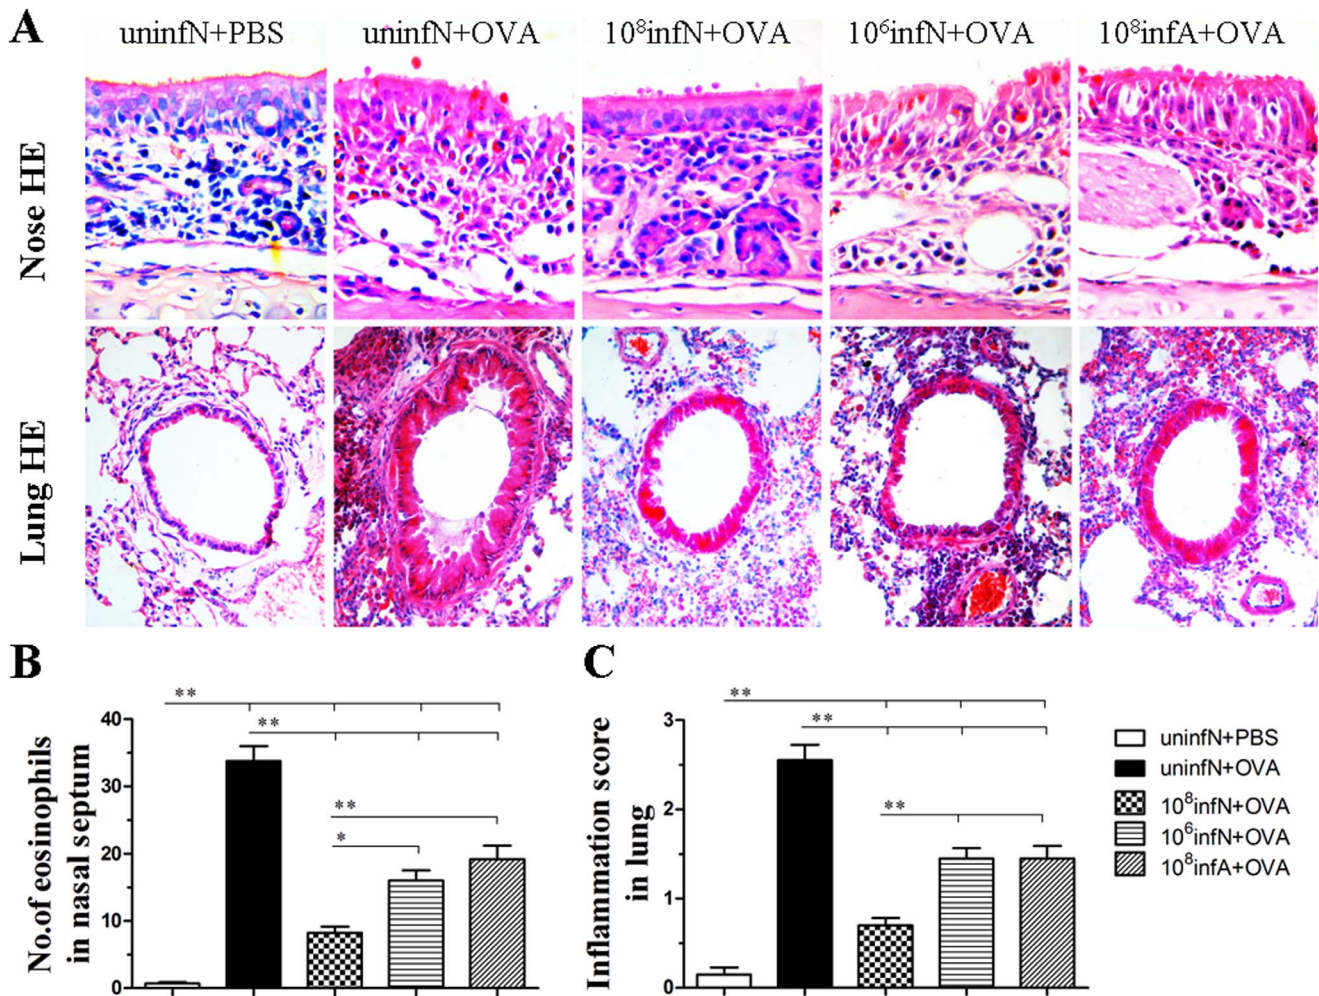 A
uninfN+PBS uninfN+OVA 10⁸infN+OVA 10⁶infN+OVA 10⁸infA+OVA
Nose HE
Lung HE
B
No.of eosinophils
in nasal septum
40
30
20
10
0
**
**
**
*
C
Inflammation score
in lung
3
2
1
0
**
**
**
uninfN+PBS
uninfN+OVA
10⁸infN+OVA
10⁶infN+OVA
10⁸infA+OVA